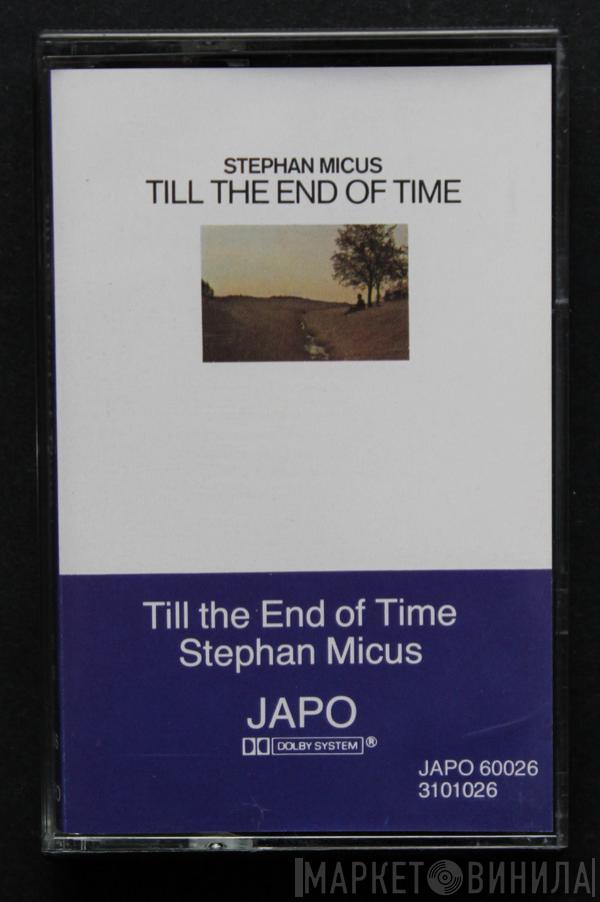 STEPHAN MICUS
TILL THE END OF TIME
Till the End of Time
Stephan Micus
JAPO
DOLBY SYSTEM ®
JAPO 60026
3101026
МАРКЕТ ВИНИЛА